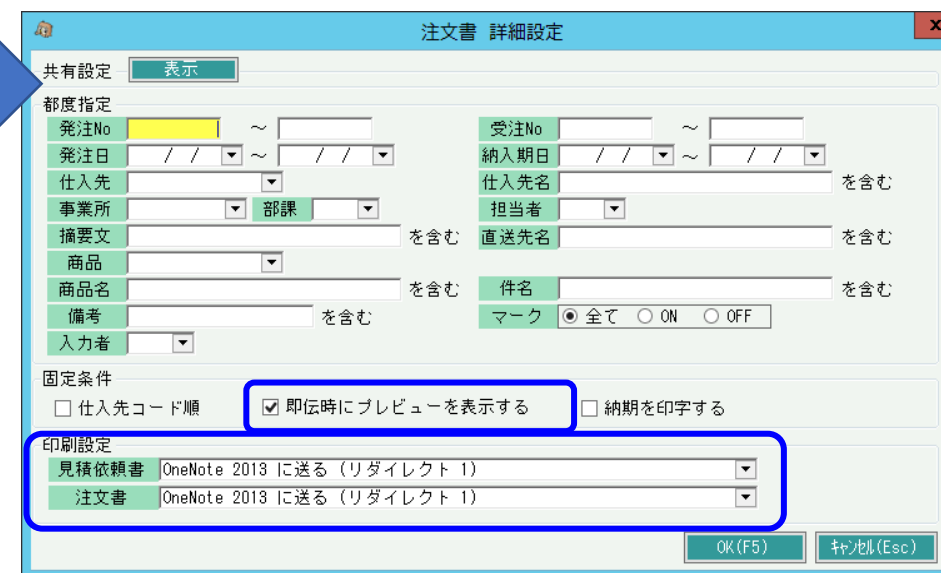 注文書 詳細設定 x
共有設定 表示
都度指定
発注No ～ 受注No ～
発注日 / / ～ / / 納入期日 / / ～ / /
仕入先 仕入先名 を含む
事業所 部課 担当者
摘要文 を含む 直送先名 を含む
商品
商品名 を含む 件名 を含む
備考 を含む マーク 全て ON OFF
入力者
固定条件
仕入先コード順 即伝時にプレビューを表示する 納期を印字する
印刷設定
見積依頼書 OneNote 2013 に送る (リダイレクト 1)
注文書 OneNote 2013 に送る (リダイレクト 1)
OK(F5) ｷｬﾝｾﾙ(Esc)